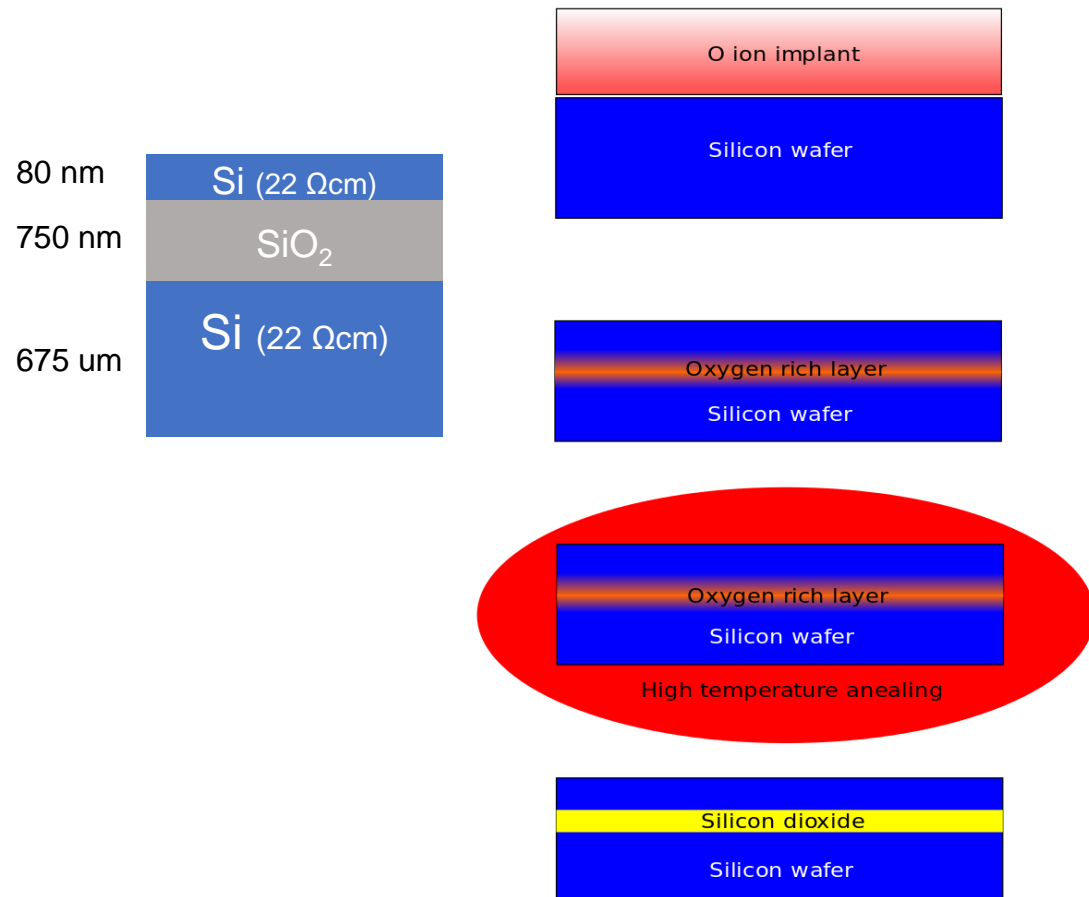 80 nm
Si (22 Ωcm)
750 nm
SiO₂
Si (22 Ωcm)
675 um
O ion implant
Silicon wafer
Oxygen rich layer
Silicon wafer
Oxygen rich layer
Silicon wafer
High temperature anealing
Silicon dioxide
Silicon wafer